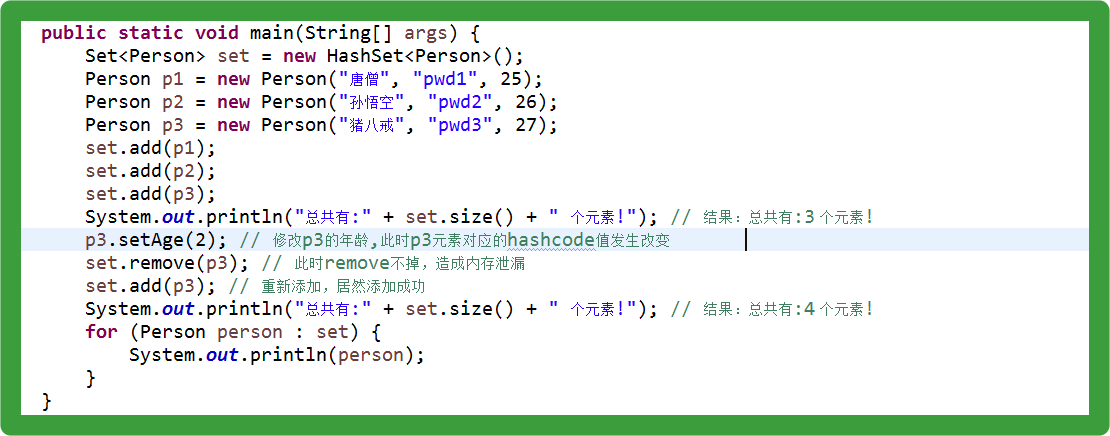 public static void main(String[] args) {
Set<Person> set = new HashSet<Person>();
Person p1 = new Person("唐僧", "pwd1", 25);
Person p2 = new Person("孙悟空", "pwd2", 26);
Person p3 = new Person("猪八戒", "pwd3", 27);
set.add(p1);
set.add(p2);
set.add(p3);
System.out.println("总共有:" + set.size() + " 个元素!"); // 结果：总共有:3 个元素!
p3.setAge(2); // 修改p3的年龄,此时p3元素对应的hashcode值发生改变
set.remove(p3); // 此时remove不掉，造成内存泄漏
set.add(p3); // 重新添加，居然添加成功
System.out.println("总共有:" + set.size() + " 个元素!"); // 结果：总共有:4 个元素!
for (Person person : set) {
System.out.println(person);
}
}